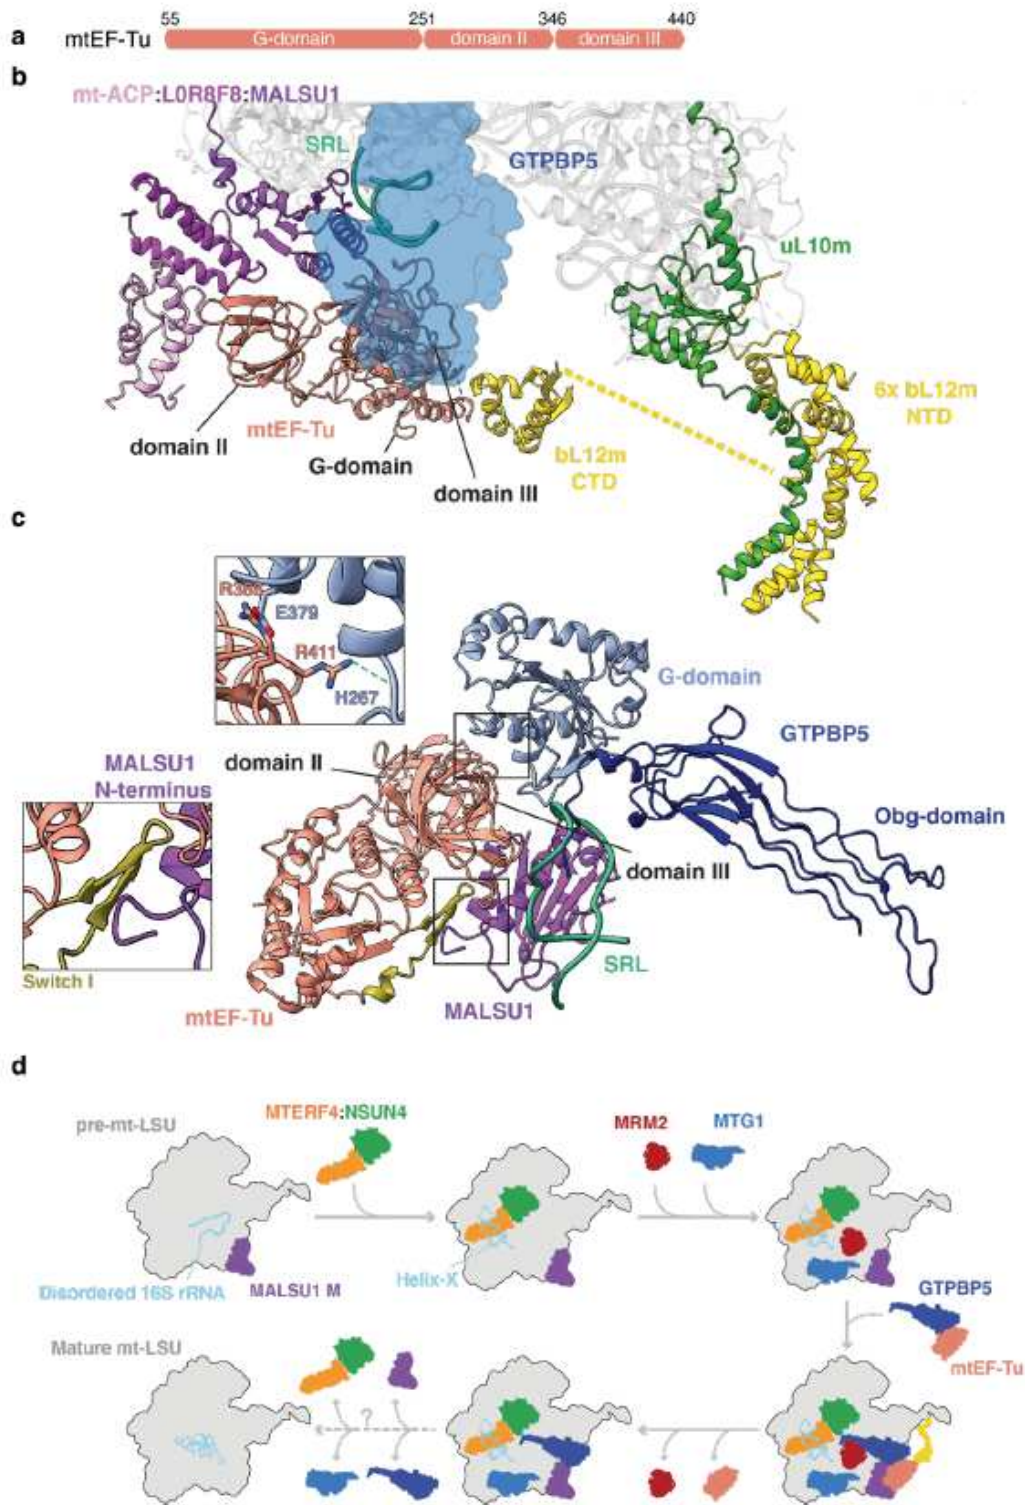 55 251 346 440
a mtEF-Tu G-domain domain II domain III
b
mt-ACP:L0R8F8:MALSU1
SRL
GTPBP5
uL10m
6x bL12m
NTD
domain II
mtEF-Tu
G-domain
bL12m
CTD
domain III
c
E379
R411
H267
G-domain
GTPBP5
MALSU1
N-terminus
domain II
Obg-domain
domain III
Switch I
SRL
mtEF-Tu
MALSU1
d
MTERF4:NSUN4
pre-mt-LSU
MRM2
MTG1
Disordered 16S rRNA
MALSU1 M
Helix-X
GTPBP5
mtEF-Tu
Mature mt-LSU
?